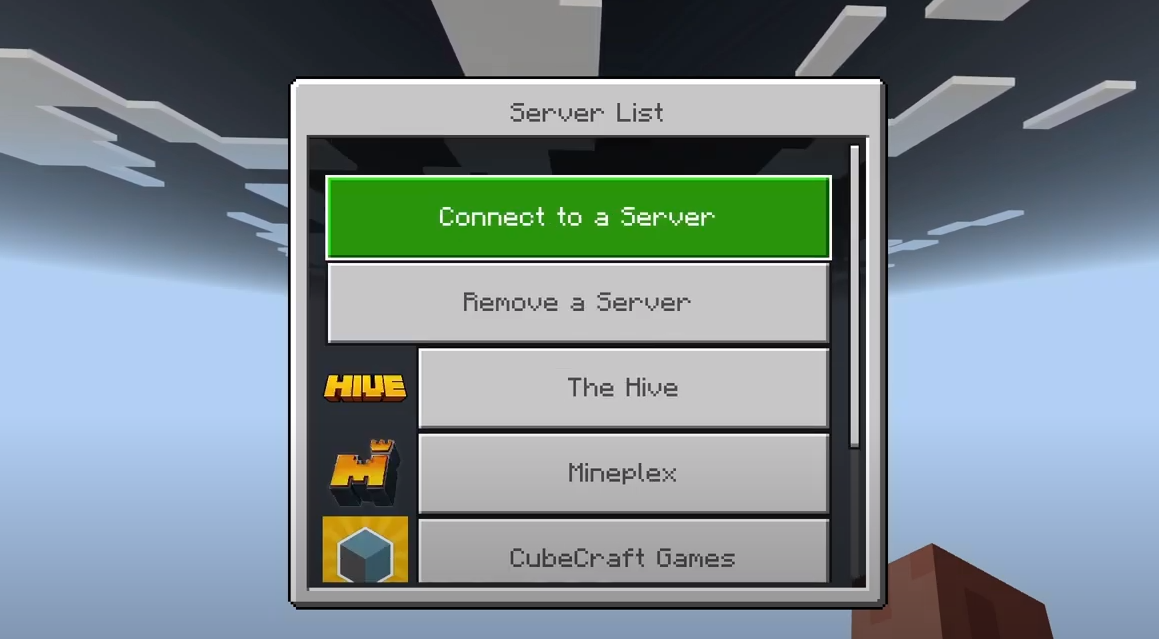 Server List
Connect to a Server
Remove a Server
HIVE
The Hive
M
Mineplex
CubeCraft Games